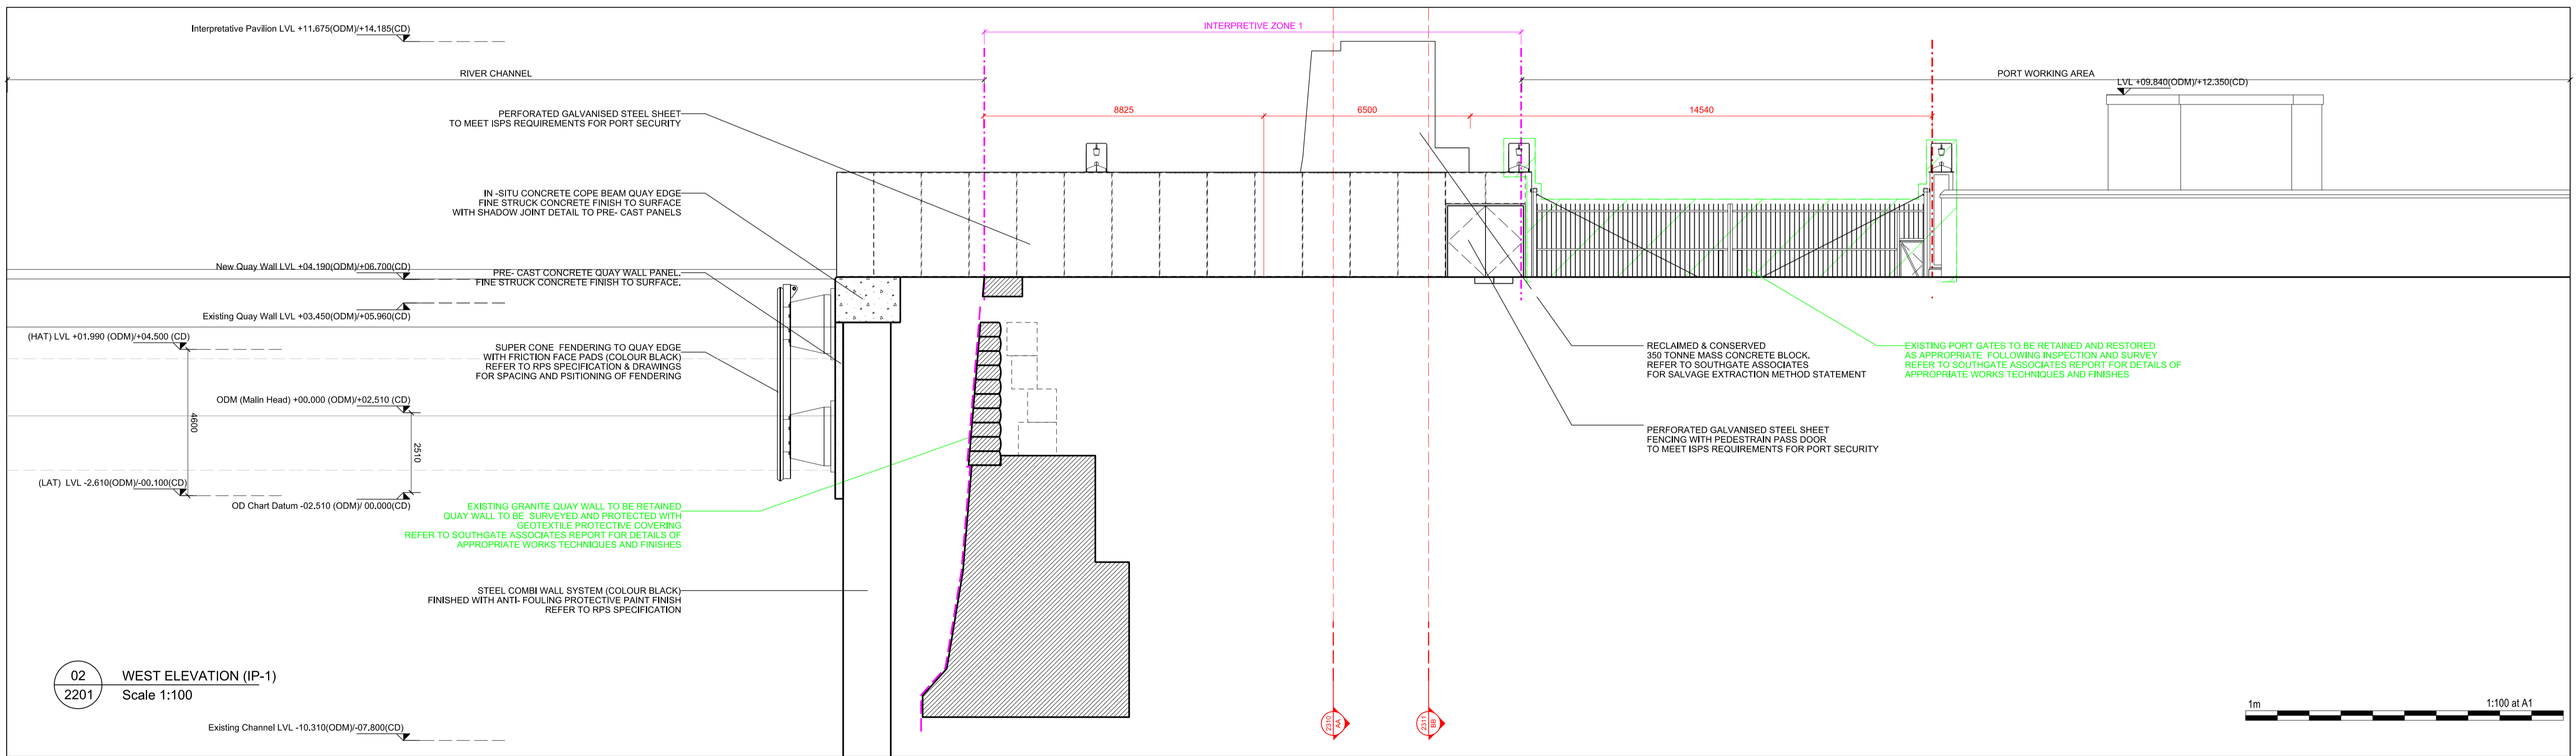 INTERPRETIVE ZONE 1
Interpretative Pavilion LVL +11.675(ODM)/+14.185(CD)
RIVER CHANNEL
PORT WORKING AREA
LVL +09.840(ODM)/+12.350(CD)
8825
6500
14540
PERFORATED GALVANISED STEEL SHEET
TO MEET ISPS REQUIREMENTS FOR PORT SECURITY
IN -SITU CONCRETE COPE BEAM QUAY EDGE
FINE STRUCK CONCRETE FINISH TO SURFACE
WITH SHADOW JOINT DETAIL TO PRE- CAST PANELS
New Quay Wall LVL +04.190(ODM)/+06.700(CD)
PRE- CAST CONCRETE QUAY WALL PANEL.
FINE STRUCK CONCRETE FINISH TO SURFACE.
Existing Quay Wall LVL +03.450(ODM)/+05.960(CD)
(HAT) LVL +01.990 (ODM)/+04.500 (CD)
SUPER CONE  FENDERING TO QUAY EDGE
WITH FRICTION FACE PADS (COLOUR BLACK)
REFER TO RPS SPECIFICATION & DRAWINGS
FOR SPACING AND PSITIONING OF FENDERING
RECLAIMED & CONSERVED
350 TONNE MASS CONCRETE BLOCK.
REFER TO SOUTHGATE ASSOCIATES
FOR SALVAGE EXTRACTION METHOD STATEMENT
EXISTING PORT GATES TO BE RETAINED AND RESTORED
AS APPROPRIATE  FOLLOWING INSPECTION AND SURVEY
REFER TO SOUTHGATE ASSOCIATES REPORT FOR DETAILS OF
APPROPRIATE WORKS TECHNIQUES AND FINISHES
ODM (Malin Head) +00.000 (ODM)/+02.510 (CD)
4600
2510
PERFORATED GALVANISED STEEL SHEET
FENCING WITH PEDESTRAIN PASS DOOR
TO MEET ISPS REQUIREMENTS FOR PORT SECURITY
(LAT)  LVL -2.610(ODM)/-00.100(CD)
OD Chart Datum -02.510 (ODM)/ 00.000(CD)
EXISTING GRANITE QUAY WALL TO BE RETAINED
QUAY WALL TO BE  SURVEYED AND PROTECTED WITH
GEOTEXTILE PROTECTIVE COVERING
REFER TO SOUTHGATE ASSOCIATES REPORT FOR DETAILS OF
APPROPRIATE WORKS TECHNIQUES AND FINISHES
STEEL COMBI WALL SYSTEM (COLOUR BLACK)
FINISHED WITH ANTI- FOULING PROTECTIVE PAINT FINISH
REFER TO RPS SPECIFICATION
02
2201
WEST ELEVATION (IP-1)
Scale 1:100
Existing Channel LVL -10.310(ODM)/-07.800(CD)
2310
AA
2311
BB
1m
1:100 at A1